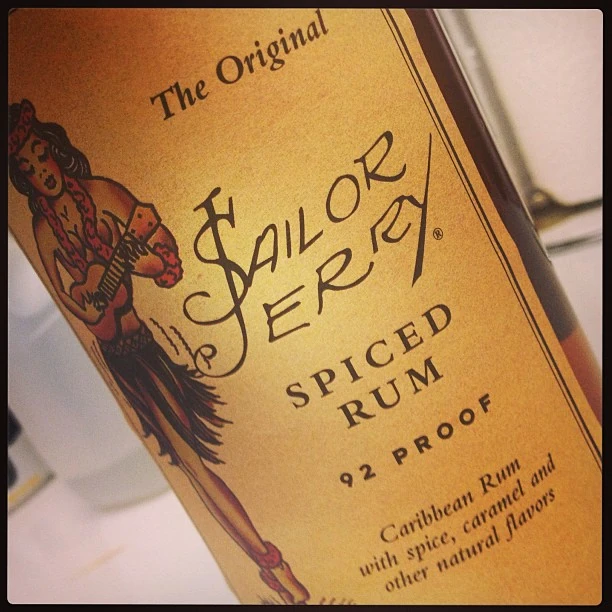 The Original
SAILOR
JERRY®
SPICED
RUM
92 PROOF
Caribbean Rum
with spice, caramel and
other natural flavors